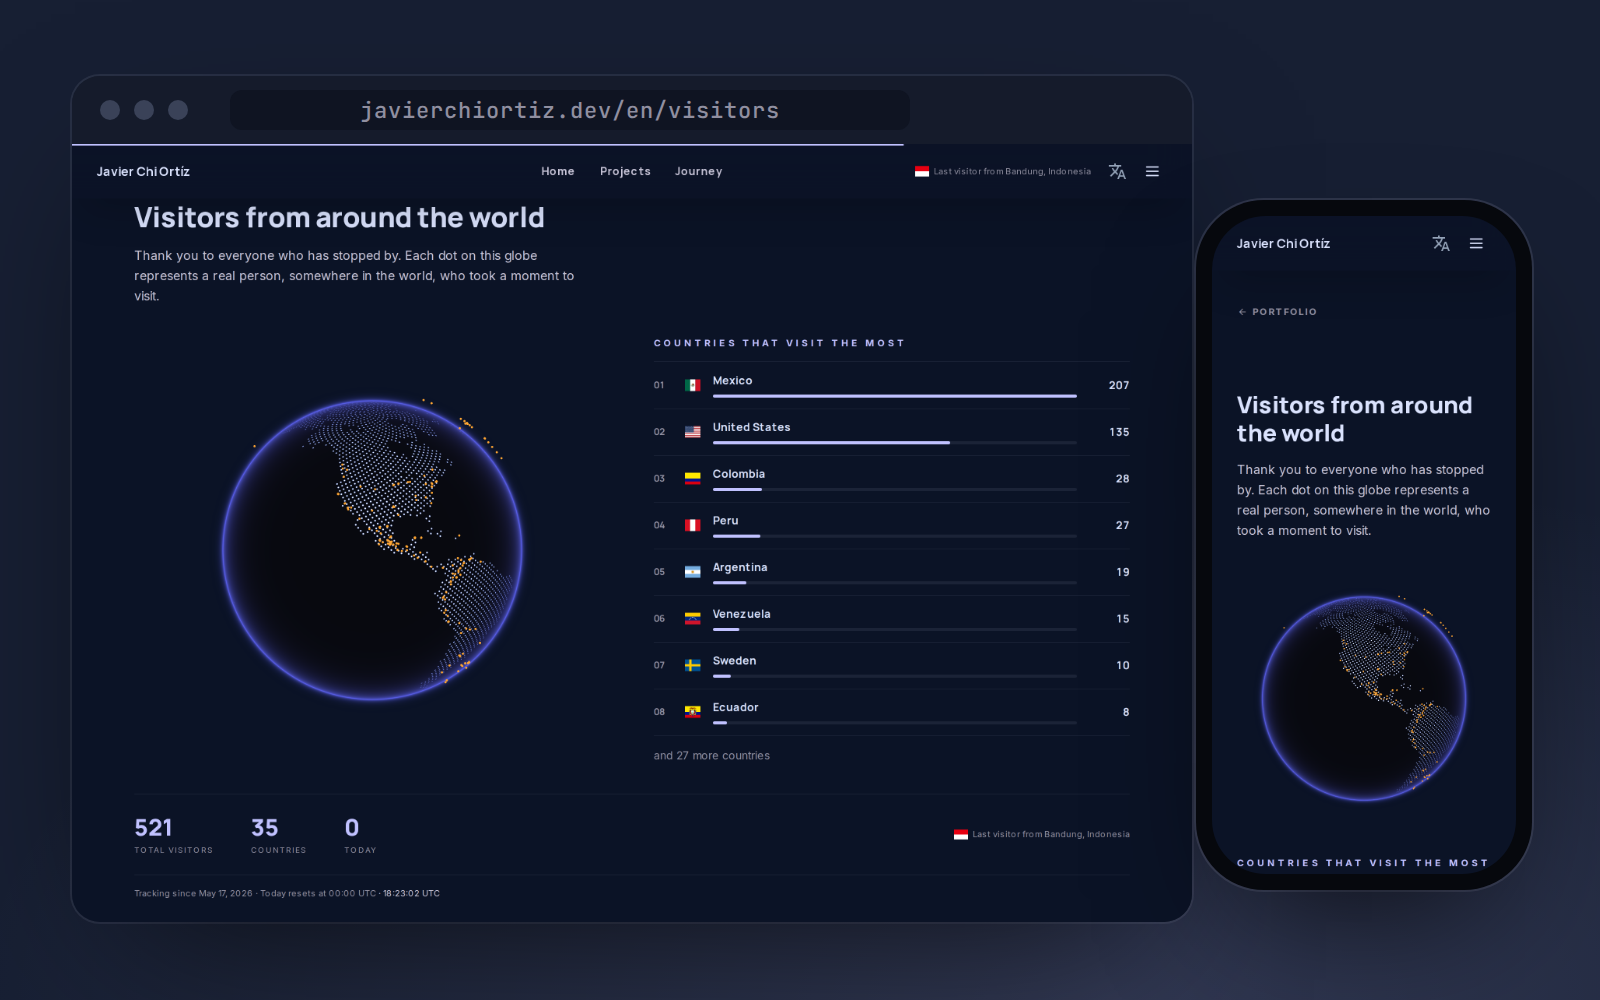 javierchiortiz.dev/en/visitors
Javier Chi Ortíz
Home Projects Journey
Last visitor from Bandung, Indonesia
Visitors from around the world
Thank you to everyone who has stopped by. Each dot on this globe
represents a real person, somewhere in the world, who took a moment to
visit.
COUNTRIES THAT VISIT THE MOST
01 Mexico 207
02 United States 135
03 Colombia 28
04 Peru 27
05 Argentina 19
06 Venezuela 15
07 Sweden 10
08 Ecuador 8
and 27 more countries
521 35 0
TOTAL VISITORS COUNTRIES TODAY
Last visitor from Bandung, Indonesia
Tracking since May 17, 2026 · Today resets at 00:00 UTC · 18:23:02 UTC
Javier Chi Ortíz
← PORTFOLIO
Visitors from around
the world
Thank you to everyone who has stopped
by. Each dot on this globe represents a
real person, somewhere in the world, who
took a moment to visit.
COUNTRIES THAT VISIT THE MOST